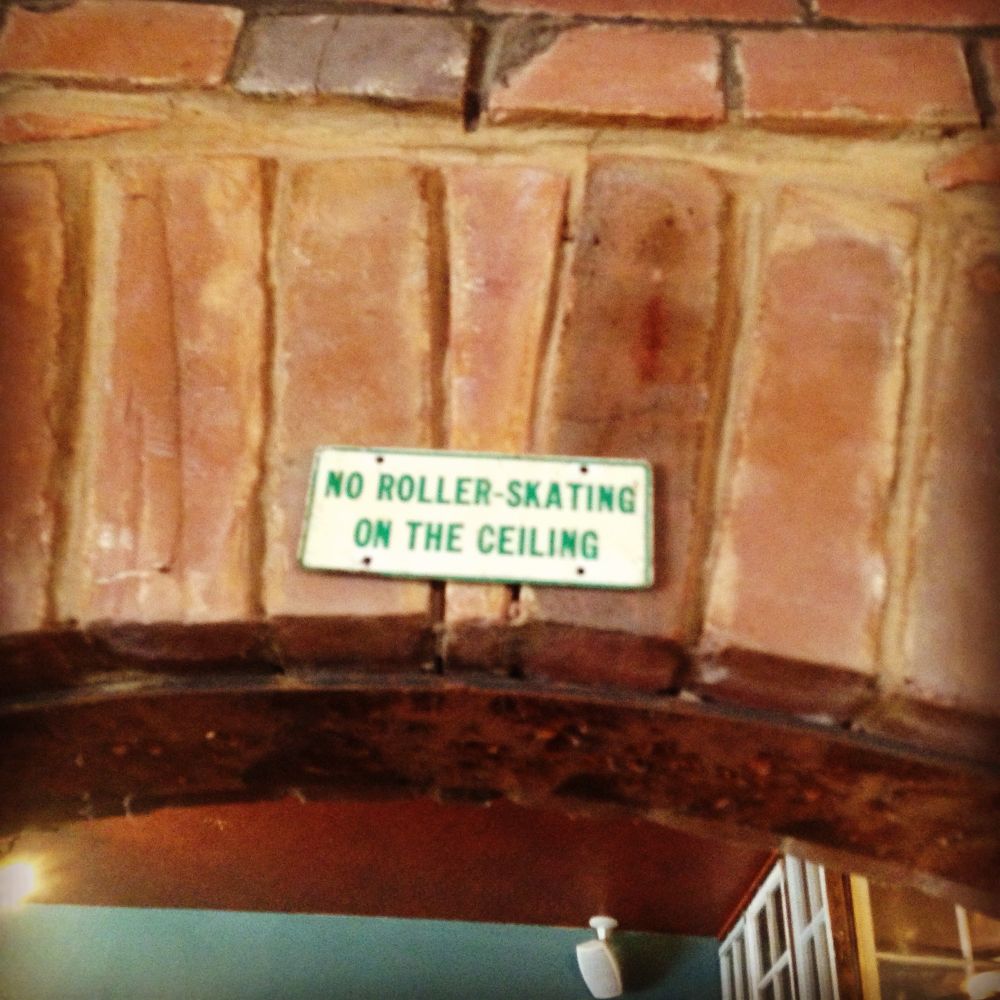 NO ROLLER-SKATING
ON THE CEILING